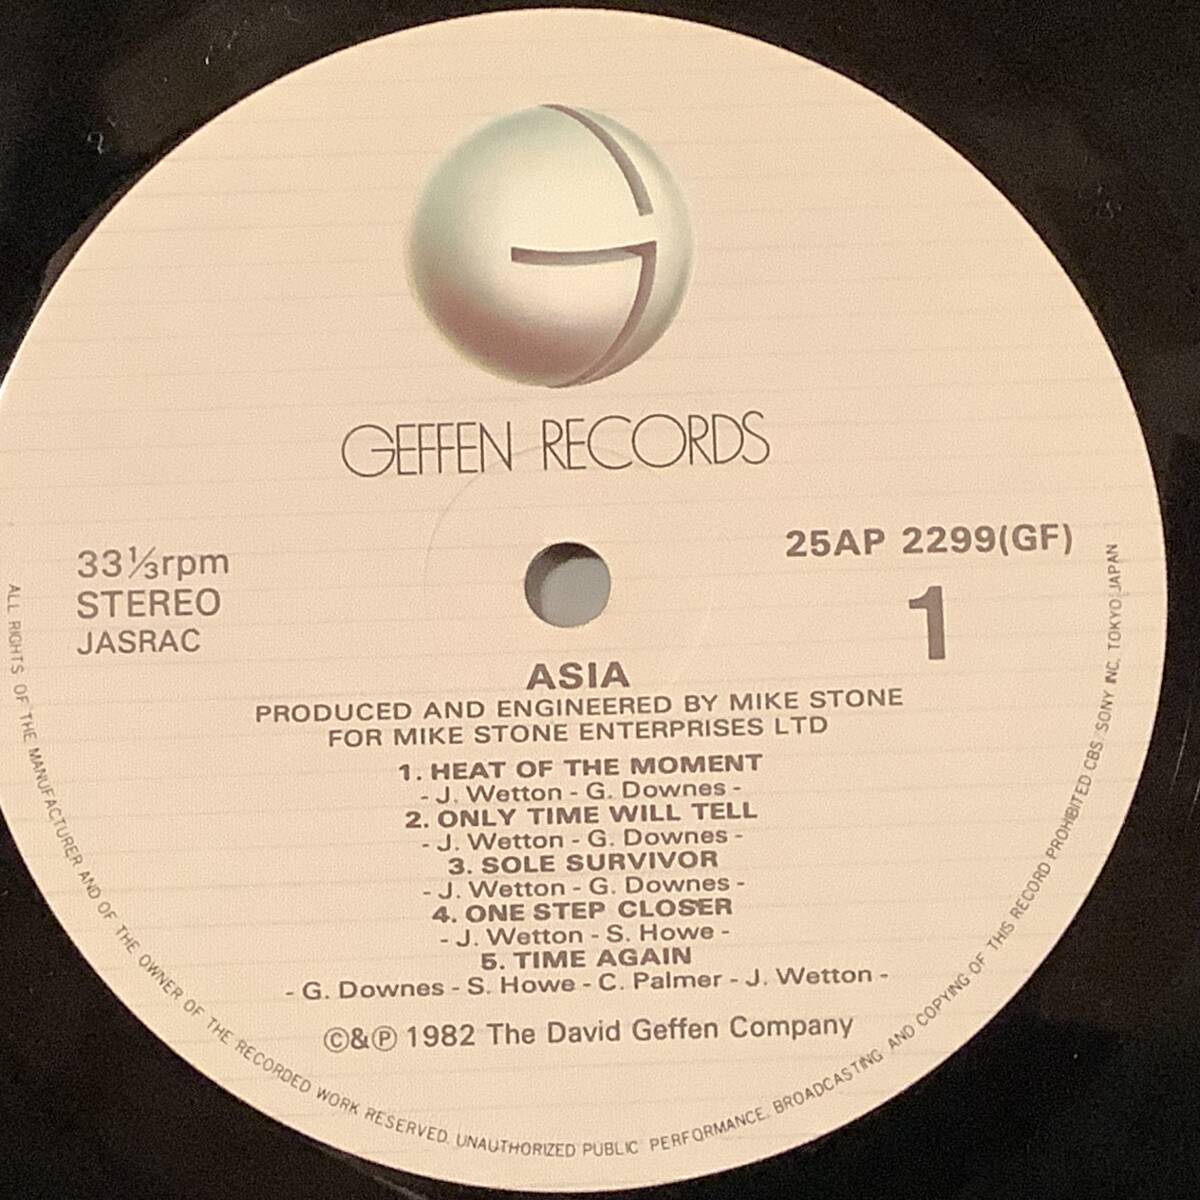 GEFFEN RECORDS
33⅓rpm
STEREO
JASRAC
25AP 2299(GF)
1
ASIA
PRODUCED AND ENGINEERED BY MIKE STONE
FOR MIKE STONE ENTERPRISES LTD
1. HEAT OF THE MOMENT
- J. Wetton - G. Downes -
2. ONLY TIME WILL TELL
- J. Wetton - G. Downes -
3. SOLE SURVIVOR
- J. Wetton - G. Downes -
4. ONE STEP CLOSER
- J. Wetton - S. Howe -
5. TIME AGAIN
- G. Downes - S. Howe - C. Palmer - J. Wetton -
©&℗ 1982 The David Geffen Company
ALL RIGHTS OF THE MANUFACTURER AND OF THE OWNER OF THE RECORDED WORK RESERVED. UNAUTHORIZED PUBLIC PERFORMANCE, BROADCASTING AND COPYING OF THIS RECORD PROHIBITED CBS/SONY INC. TOKYO JAPAN